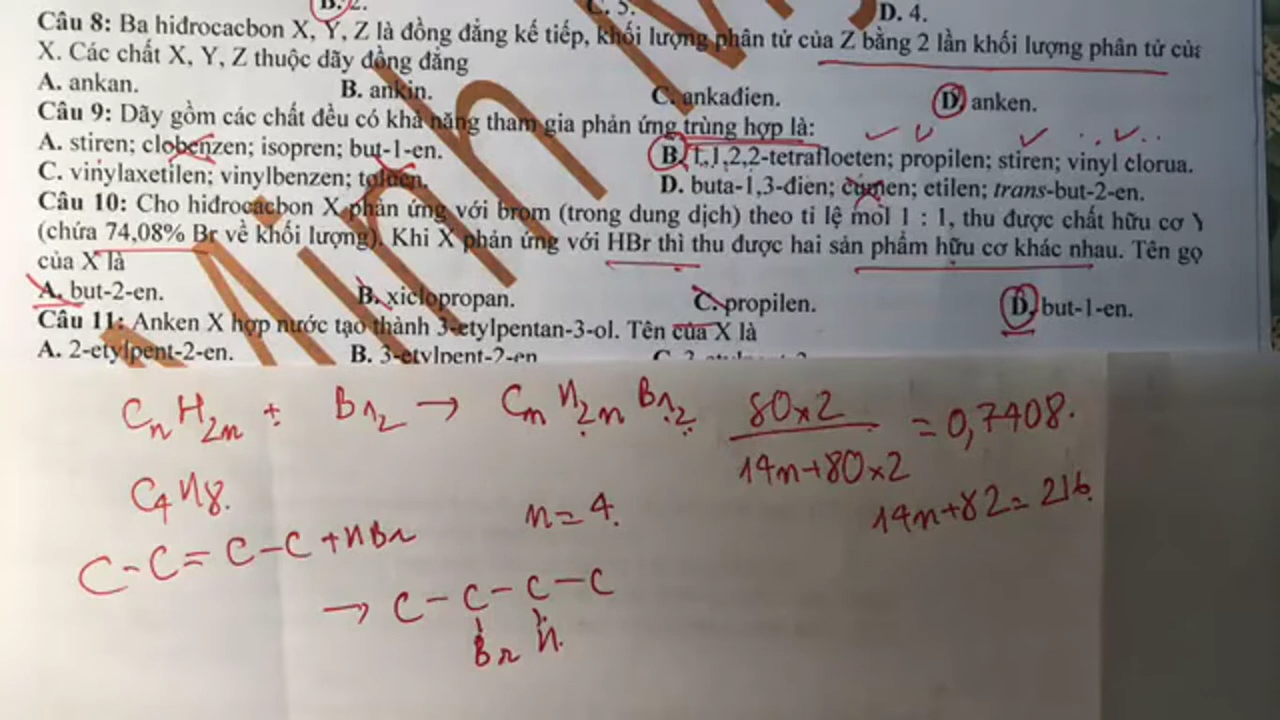 B. 2.
C. 5.
D. 4.
Câu 8: Ba hiđrocacbon X, Y, Z là đồng đẳng kế tiếp, khối lượng phân tử của Z bằng 2 lần khối lượng phân tử của
X. Các chất X, Y, Z thuộc dãy đồng đẳng
A. ankan. B. ankin. C. ankađien. D. anken.
Câu 9: Dãy gồm các chất đều có khả năng tham gia phản ứng trùng hợp là:
A. stiren; clobenzen; isopren; but-1-en. B. 1,1,2,2-tetrafloeten; propilen; stiren; vinyl clorua.
C. vinylaxetilen; vinylbenzen; toluen. D. buta-1,3-đien; cumen; etilen; trans-but-2-en.
Câu 10: Cho hiđrocacbon X phản ứng với brom (trong dung dịch) theo tỉ lệ mol 1 : 1, thu được chất hữu cơ Y
(chứa 74,08% Br về khối lượng). Khi X phản ứng với HBr thì thu được hai sản phẩm hữu cơ khác nhau. Tên gọ
của X là
A. but-2-en. B. xiclopropan. C. propilen. D. but-1-en.
Câu 11: Anken X hợp nước tạo thành 3-etylpentan-3-ol. Tên của X là
A. 2-etylpent-2-en. B. 3-etylpent-2-en
CnH2n + Br2 → CnH2nBr2 80x2 / 14n+80x2 = 0,7408.
C4H8. n=4. 14n+82=216.
C-C=C-C+HBr
→ C-C-C-C
Br H.
Anh